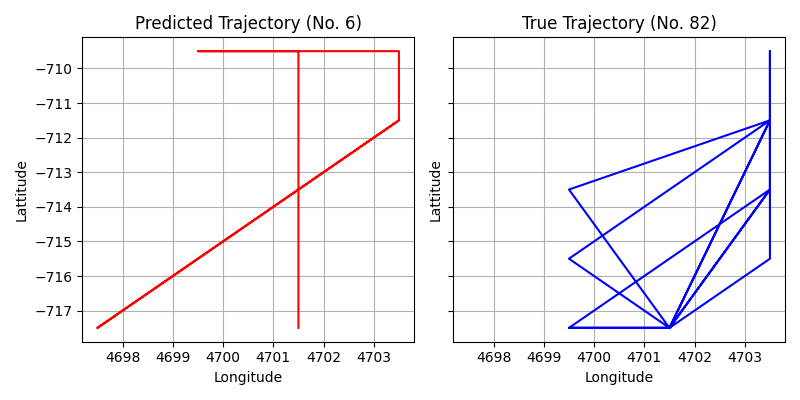 Predicted Trajectory (No. 6)
True Trajectory (No. 82)
Lattitude
−710
−711
−712
−713
−714
−715
−716
−717
4698 4699 4700 4701 4702 4703
Longitude
Lattitude
4698 4699 4700 4701 4702 4703
Longitude